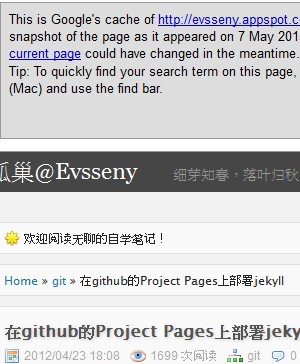 This is Google's cache of http://evsseny.appspot.c
snapshot of the page as it appeared on 7 May 201
current page could have changed in the meantime.
Tip: To quickly find your search term on this page,
(Mac) and use the find bar.
狐巢@Evsseny
细芽知春，落叶归秋
欢迎阅读无聊的自学笔记！
Home » git » 在github的Project Pages上部署jekyll
在github的Project Pages上部署jeky
2012/04/23 18:08 1699 次阅读 git 0